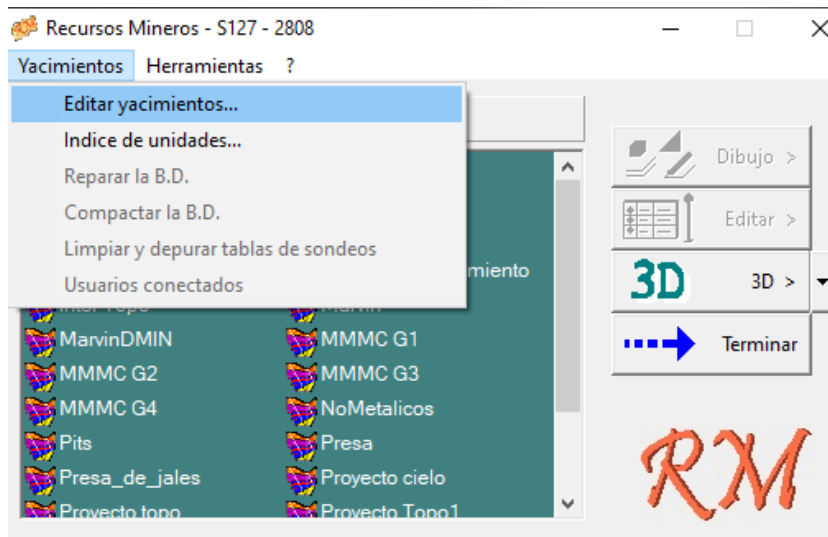 Recursos Mineros - S127 - 2808
Yacimientos Herramientas ?
Editar yacimientos...
Indice de unidades...
Reparar la B.D.
Compactar la B.D.
Limpiar y depurar tablas de sondeos
Usuarios conectados
miento
MarvinDMIN MMMC G1
MMMC G2 MMMC G3
MMMC G4 NoMetalicos
Pits Presa
Presa_de_jales Proyecto cielo
Proyecto topo Proyecto Topo1
Dibujo >
Editar >
3D 3D >
Terminar
RM